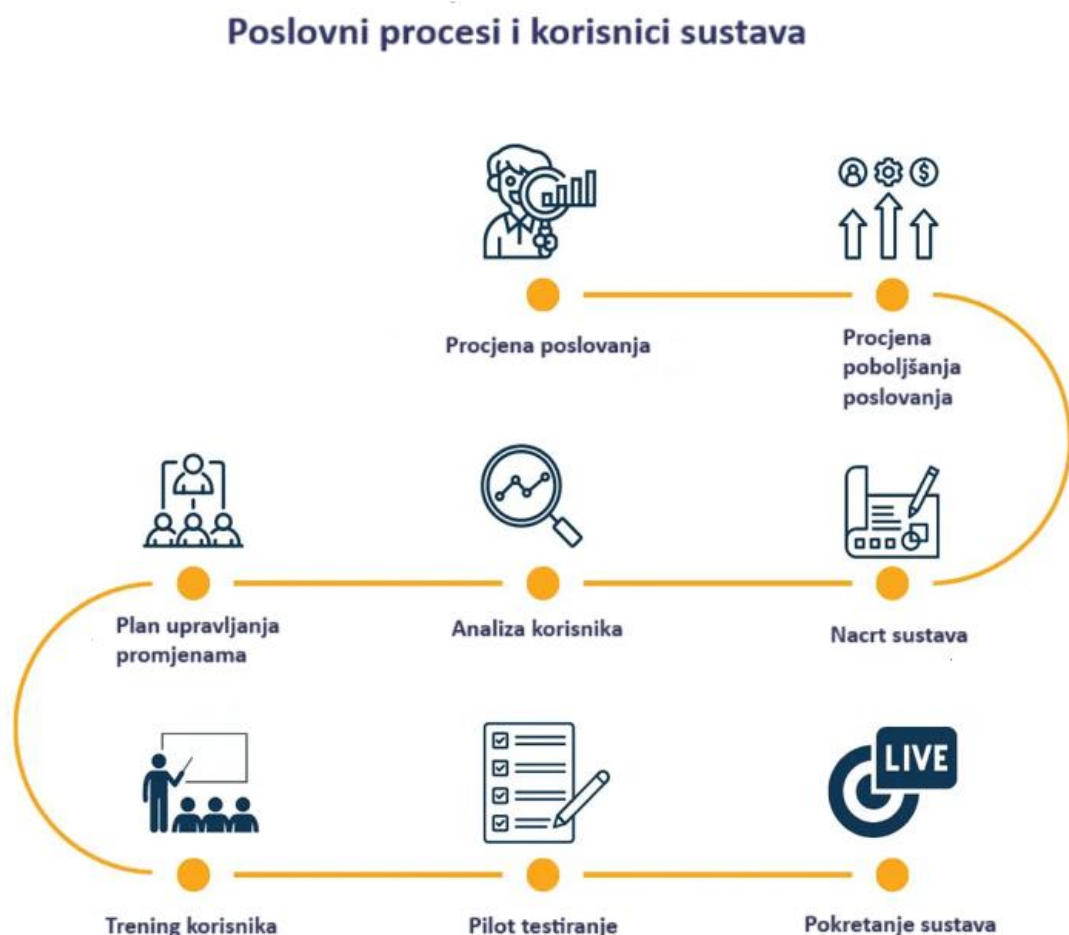 Poslovni procesi i korisnici sustava
Procjena poslovanja
Procjena
poboljšanja
poslovanja
Nacrt sustava
Analiza korisnika
Plan upravljanja
promjenama
LIVE
Trening korisnika
Pilot testiranje
Pokretanje sustava